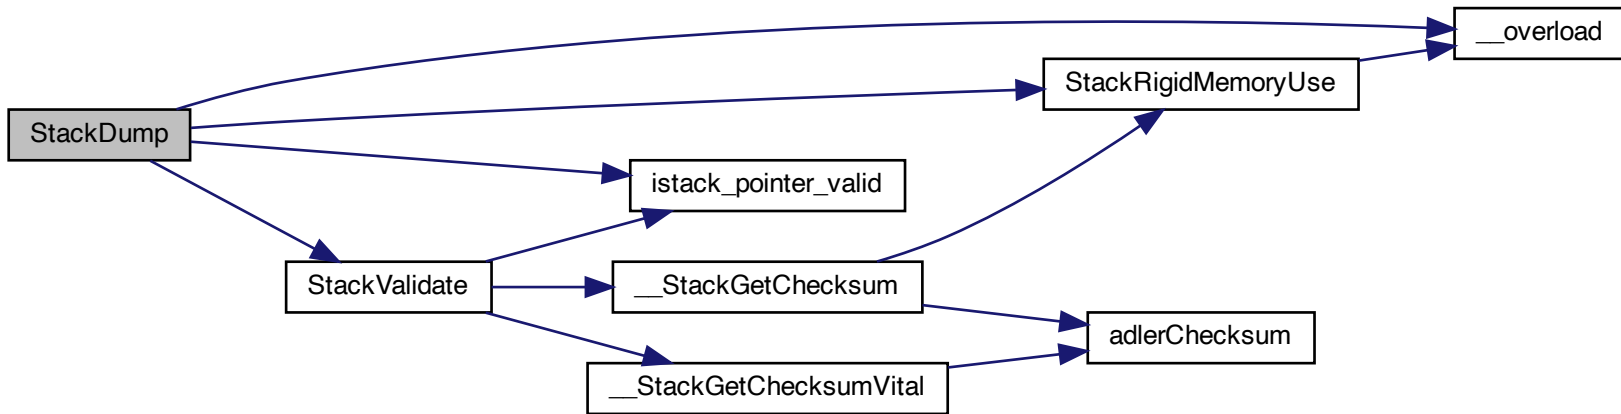 __overload
StackRigidMemoryUse
StackDump
istack_pointer_valid
StackValidate
__StackGetChecksum
adlerChecksum
__StackGetChecksumVital